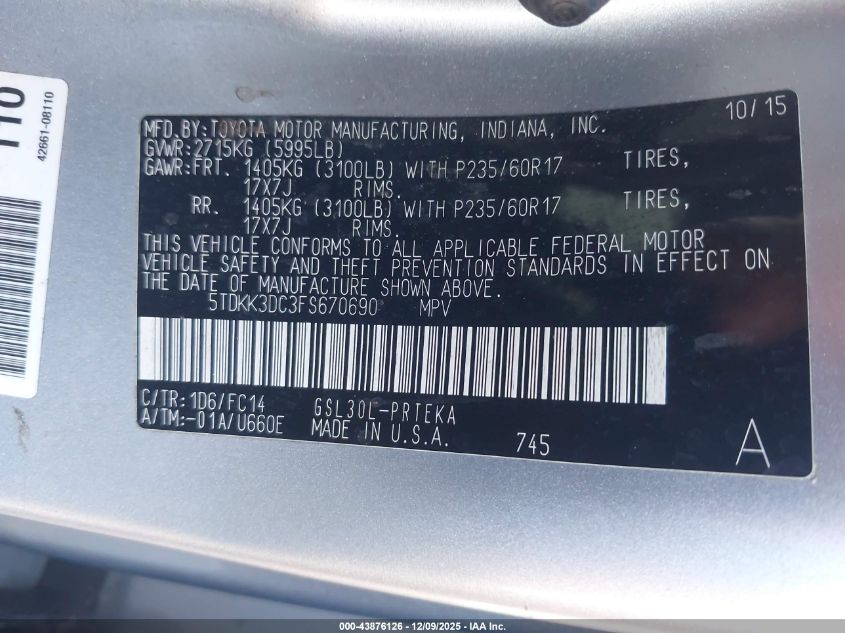 110
42661-08110
10/15
MFD.BY:TOYOTA MOTOR MANUFACTURING, INDIANA, INC.
GVWR:2715KG (5995LB)
GAWR:FRT. 1405KG (3100LB) WITH P235/60R17 TIRES,
17X7J RIMS.
RR. 1405KG (3100LB) WITH P235/60R17 TIRES,
17X7J RIMS.
THIS VEHICLE CONFORMS TO ALL APPLICABLE FEDERAL MOTOR
VEHICLE SAFETY AND THEFT PREVENTION STANDARDS IN EFFECT ON
THE DATE OF MANUFACTURE SHOWN ABOVE.
5TDKK3DC3FS670690 MPV
C/TR:1D6/FC14 GSL30L-PRTEKA
A/TM:-01A/U660E MADE IN U.S.A. 745 A
000-43876126 - 12/09/2025 - IAA Inc.